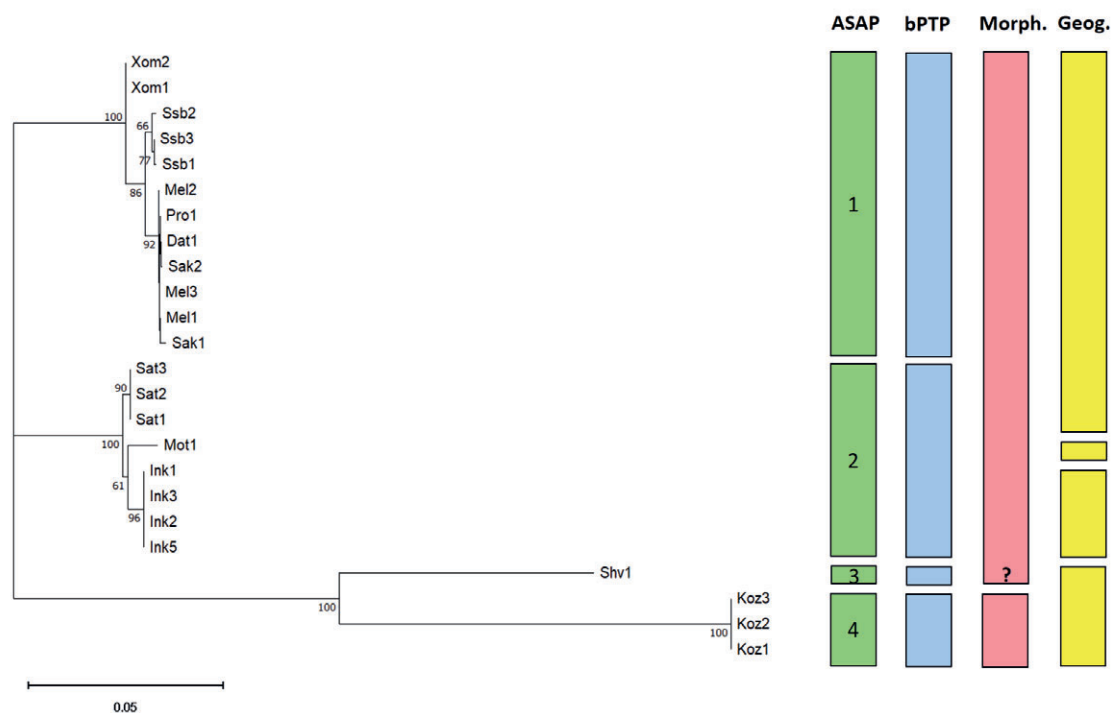 ASAP bPTP Morph. Geog.
Xom2
Xom1
100
Ssb2
66
Ssb3
77
Ssb1
86
Mel2
Pro1
1
92
Dat1
Sak2
Mel3
Mel1
Sak1
Sat3
90
Sat2
Sat1
100
Mot1
2
Ink1
61
Ink3
96
Ink2
Ink5
Shv1
3
?
100
Koz3
Koz2
100
4
Koz1
0.05